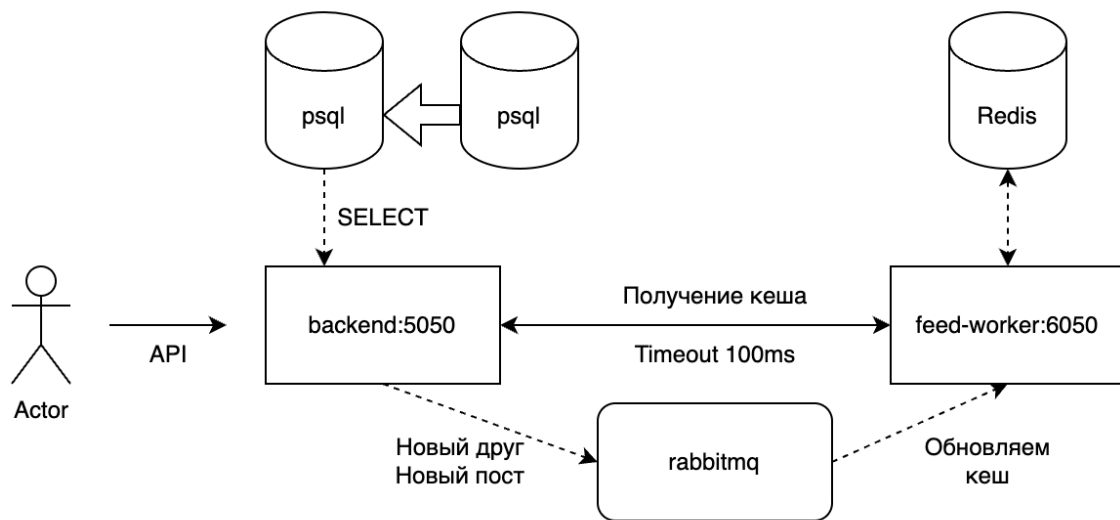 psql
psql
Redis
SELECT
backend:5050
Получение кеша
feed-worker:6050
API
Timeout 100ms
Actor
Новый друг
Новый пост
rabbitmq
Обновляем
кеш